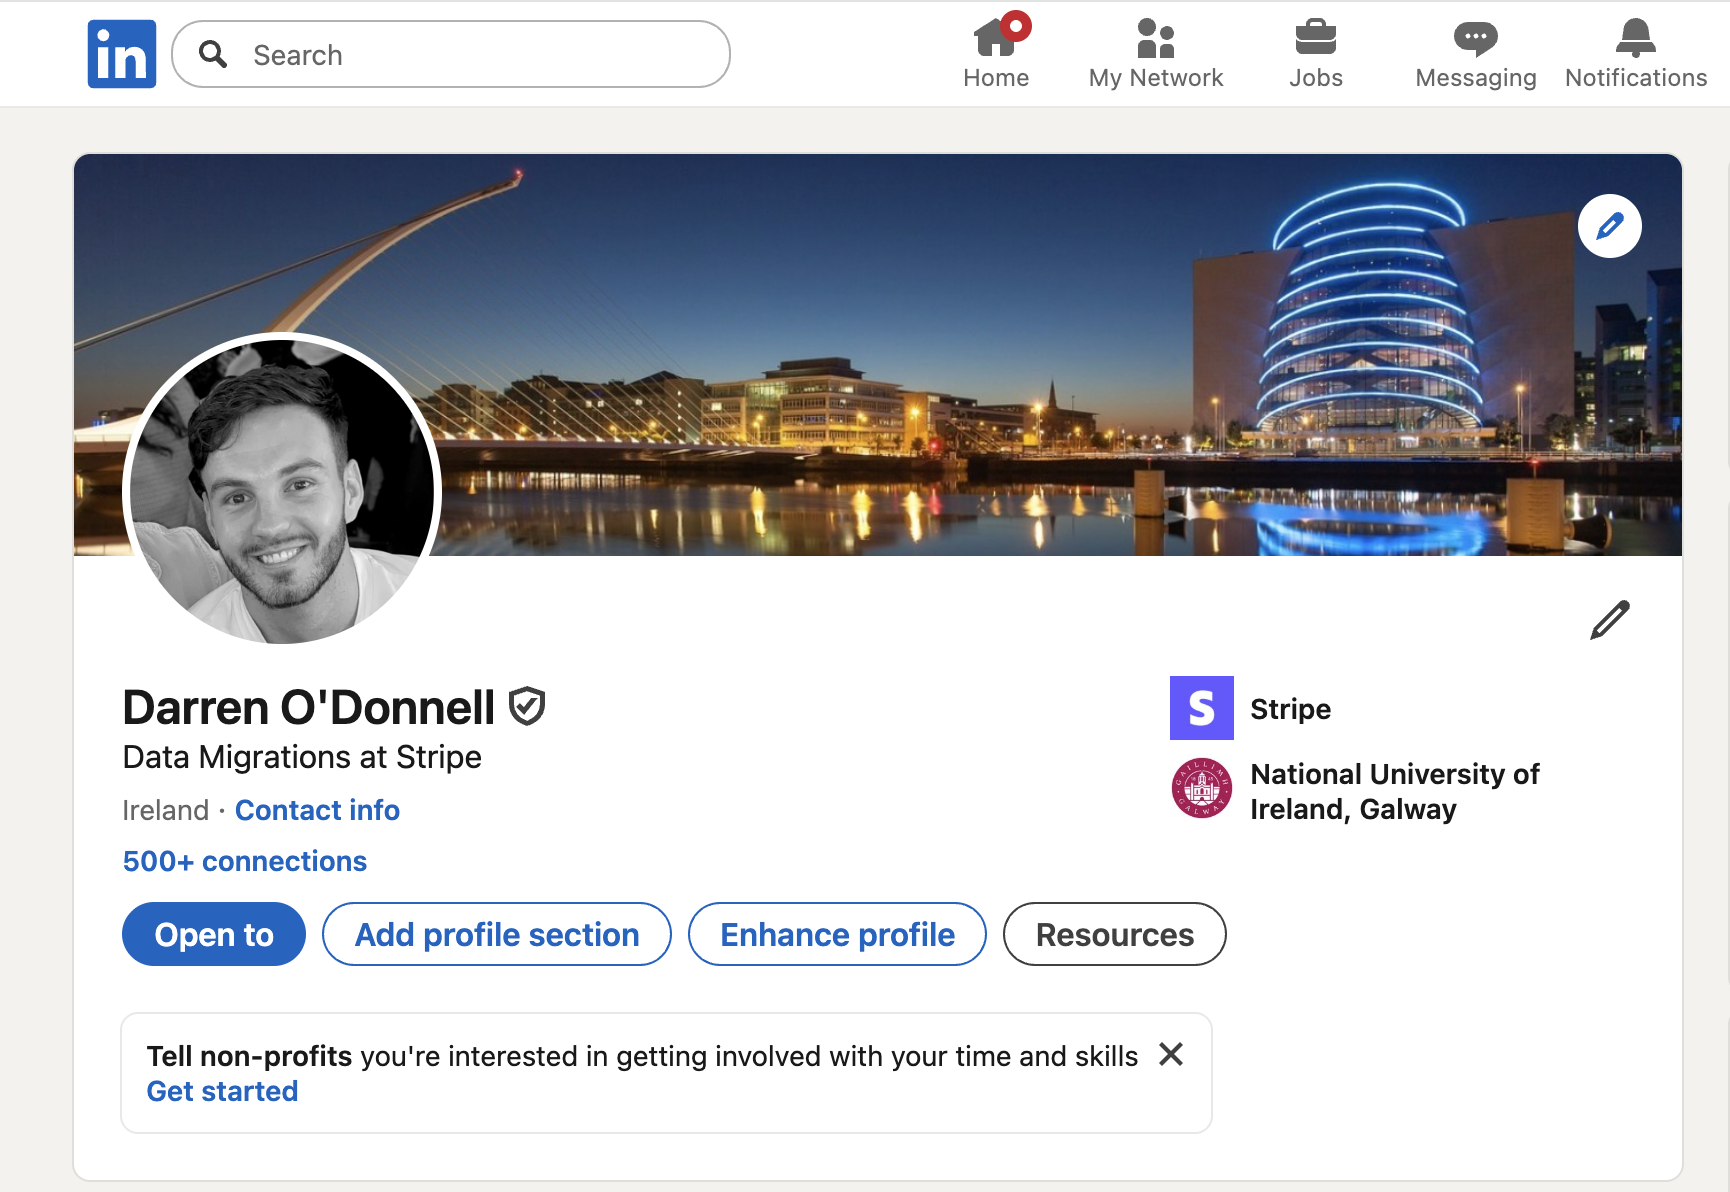 in
Search
Home
My Network
Jobs
Messaging
Notifications
Darren O'Donnell
Data Migrations at Stripe
Ireland · Contact info
500+ connections
S
Stripe
National University of
Ireland, Galway
Open to
Add profile section
Enhance profile
Resources
Tell non-profits you're interested in getting involved with your time and skills
Get started